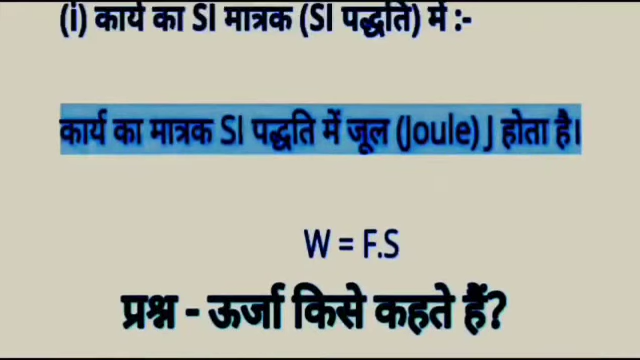 (i) कार्य का SI मात्रक (SI पद्धति) में :-
कार्य का मात्रक SI पद्धति में जूल (Joule) J होता है।
W = F.S
प्रश्न - ऊर्जा किसे कहते हैं?